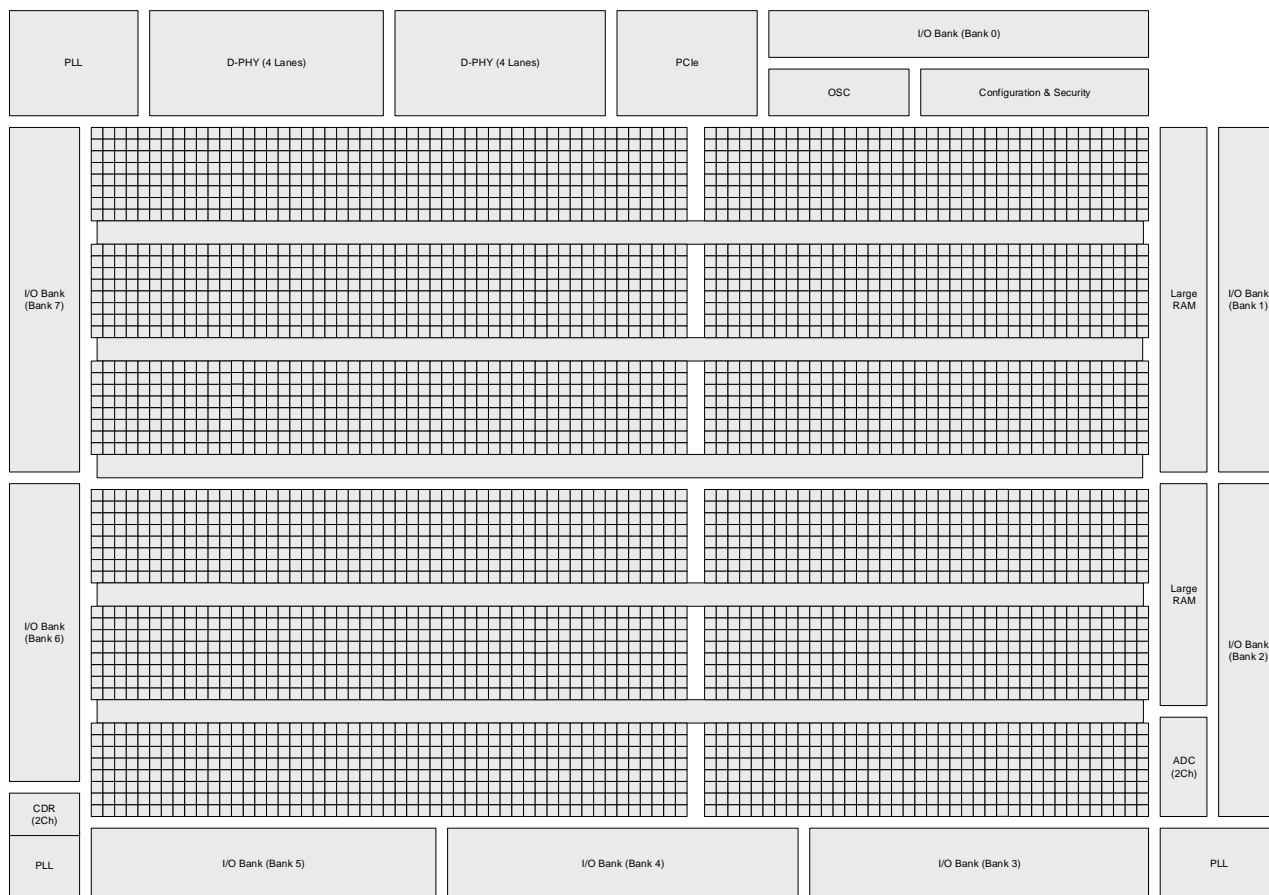 PLL
D-PHY (4 Lanes)
D-PHY (4 Lanes)
PCIe
I/O Bank (Bank 0)
OSC
Configuration & Security
I/O Bank
(Bank 7)
Large
RAM
I/O Bank
(Bank 1)
I/O Bank
(Bank 6)
Large
RAM
I/O Bank
(Bank 2)
ADC
(2Ch)
CDR
(2Ch)
PLL
I/O Bank (Bank 5)
I/O Bank (Bank 4)
I/O Bank (Bank 3)
PLL